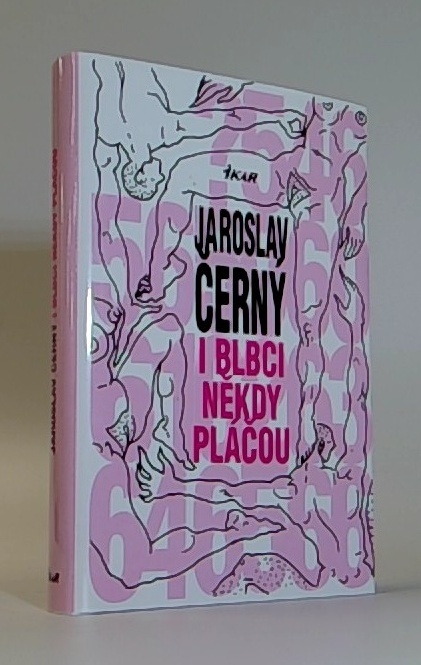 IKAR
JAROSLAV
ČERNÝ
I BLBCI
NĚKDY
PLÁČOU
JAROSLAV ČERNÝ I BLBCI NĚKDY PLÁČOU